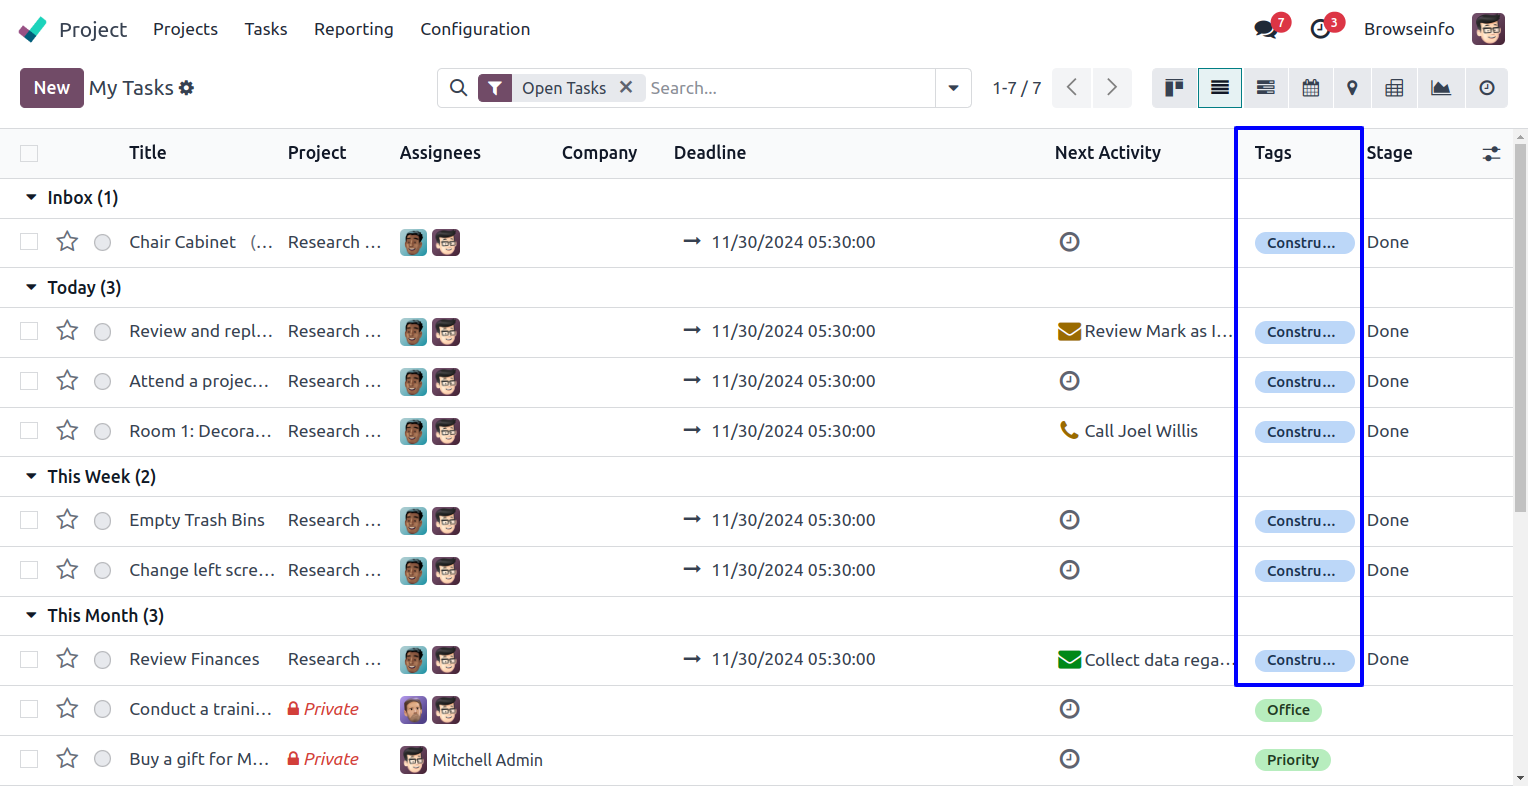 Project Projects Tasks Reporting Configuration 7 3 Browseinfo
New My Tasks Open Tasks Search... 1-7 / 7
Title Project Assignees Company Deadline Next Activity Tags Stage
Inbox (1)
Chair Cabinet (... Research ... 11/30/2024 05:30:00 Constru... Done
Today (3)
Review and repl... Research ... 11/30/2024 05:30:00 Review Mark as I... Constru... Done
Attend a projec... Research ... 11/30/2024 05:30:00 Constru... Done
Room 1: Decora... Research ... 11/30/2024 05:30:00 Call Joel Willis Constru... Done
This Week (2)
Empty Trash Bins Research ... 11/30/2024 05:30:00 Constru... Done
Change left scre... Research ... 11/30/2024 05:30:00 Constru... Done
This Month (3)
Review Finances Research ... 11/30/2024 05:30:00 Collect data rega... Constru... Done
Conduct a traini... Private Office
Buy a gift for M... Private Mitchell Admin Priority